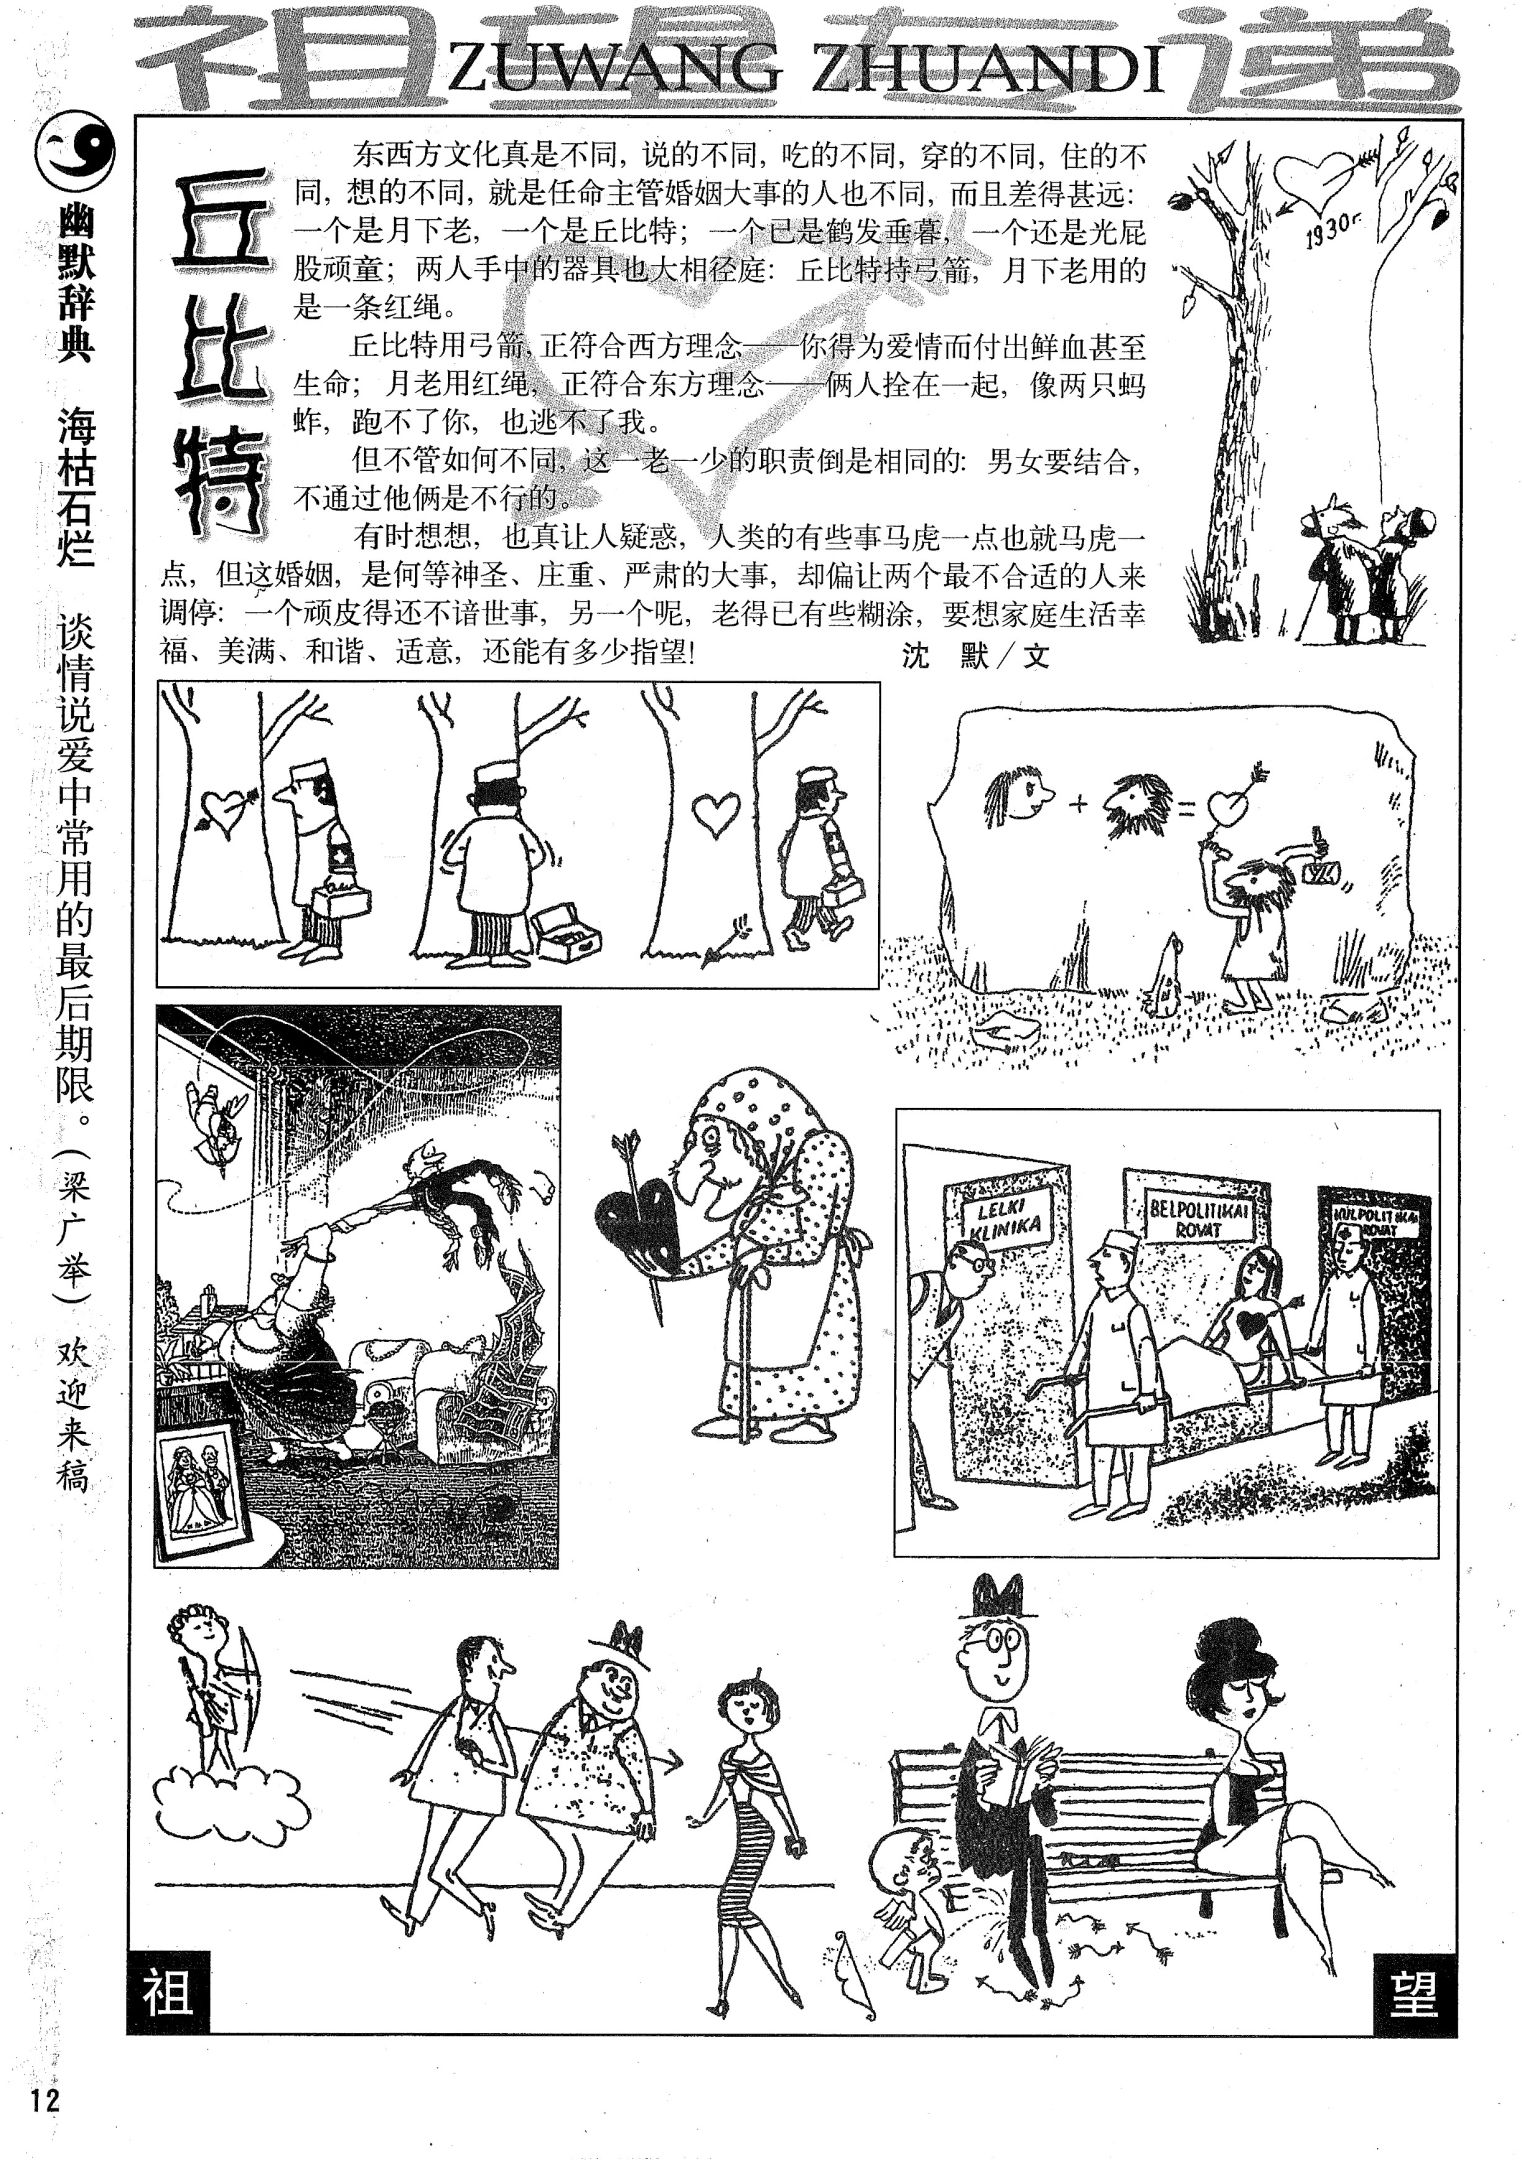 祖望专递
ZUWANG ZHUANDI
丘比特
东西方文化真是不同，说的不同，吃的不同，穿的不同，住的不
同，想的不同，就是任命主管婚姻大事的人也不同，而且差得甚远：
一个是月下老，一个是丘比特；一个已是鹤发垂暮，一个还是光屁
股顽童；两人手中的器具也大相径庭：丘比特持弓箭，月下老用的
是一条红绳。
丘比特用弓箭，正符合西方理念——你得为爱情而付出鲜血甚至
生命；月老用红绳，正符合东方理念——俩人拴在一起，像两只蚂
蚱，跑不了你，也逃不了我。
但不管如何不同，这一老一少的职责倒是相同的：男女要结合，
不通过他俩是不行的。
有时想想，也真让人疑惑，人类的有些事马虎一点也就马虎一
点，但这婚姻，是何等神圣、庄重、严肃的大事，却偏让两个最不合适的人来
调停：一个顽皮得还不谙世事，另一个呢，老得已有些糊涂，要想家庭生活幸
福、美满、和谐、适意，还能有多少指望！
沈 默／文
1930г.
LELKI
KLINIKA
BELPOLITIKAI
ROVAT
KULPOLITIKAI
ROVAT
幽默辞典 海枯石烂 谈情说爱中常用的最后期限。（梁广举）欢迎来稿
祖
望
12